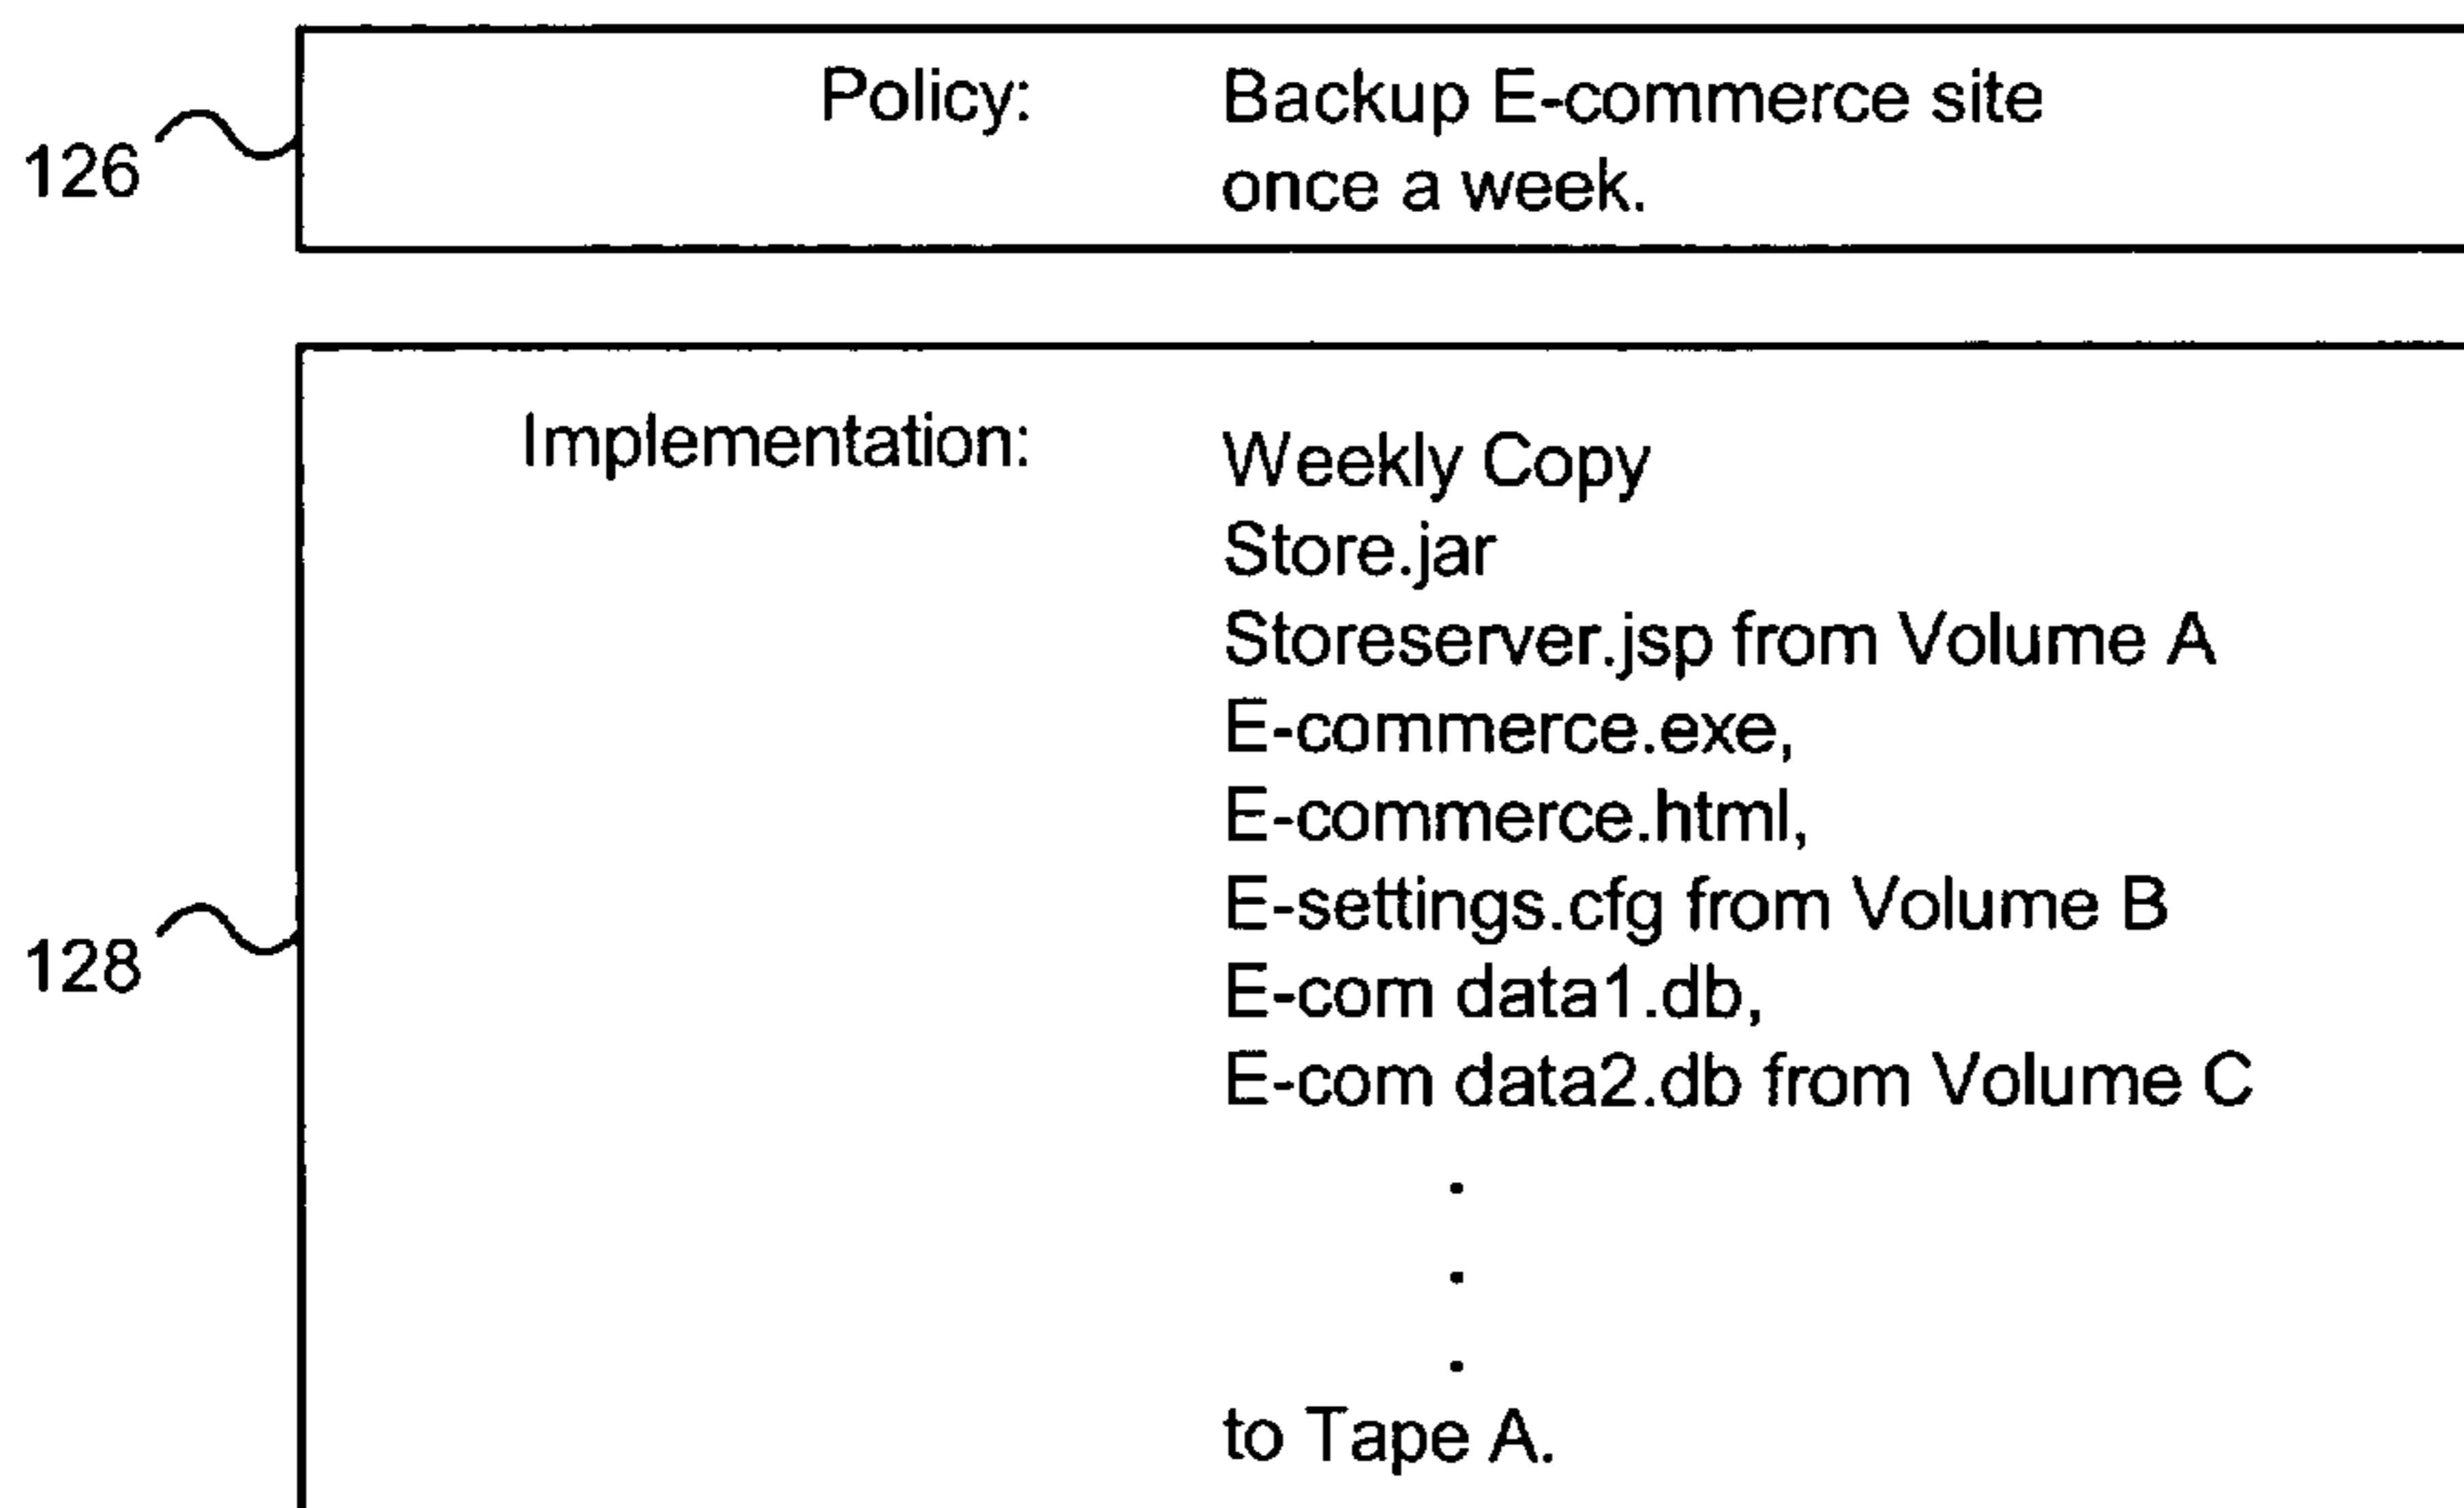 Policy: Backup E-commerce site
once a week.
126
Implementation: Weekly Copy
Store.jar
Storeserver.jsp from Volume A
E-commerce.exe,
E-commerce.html,
E-settings.cfg from Volume B
128
E-com data1.db,
E-com data2.db from Volume C
.
.
.
to Tape A.